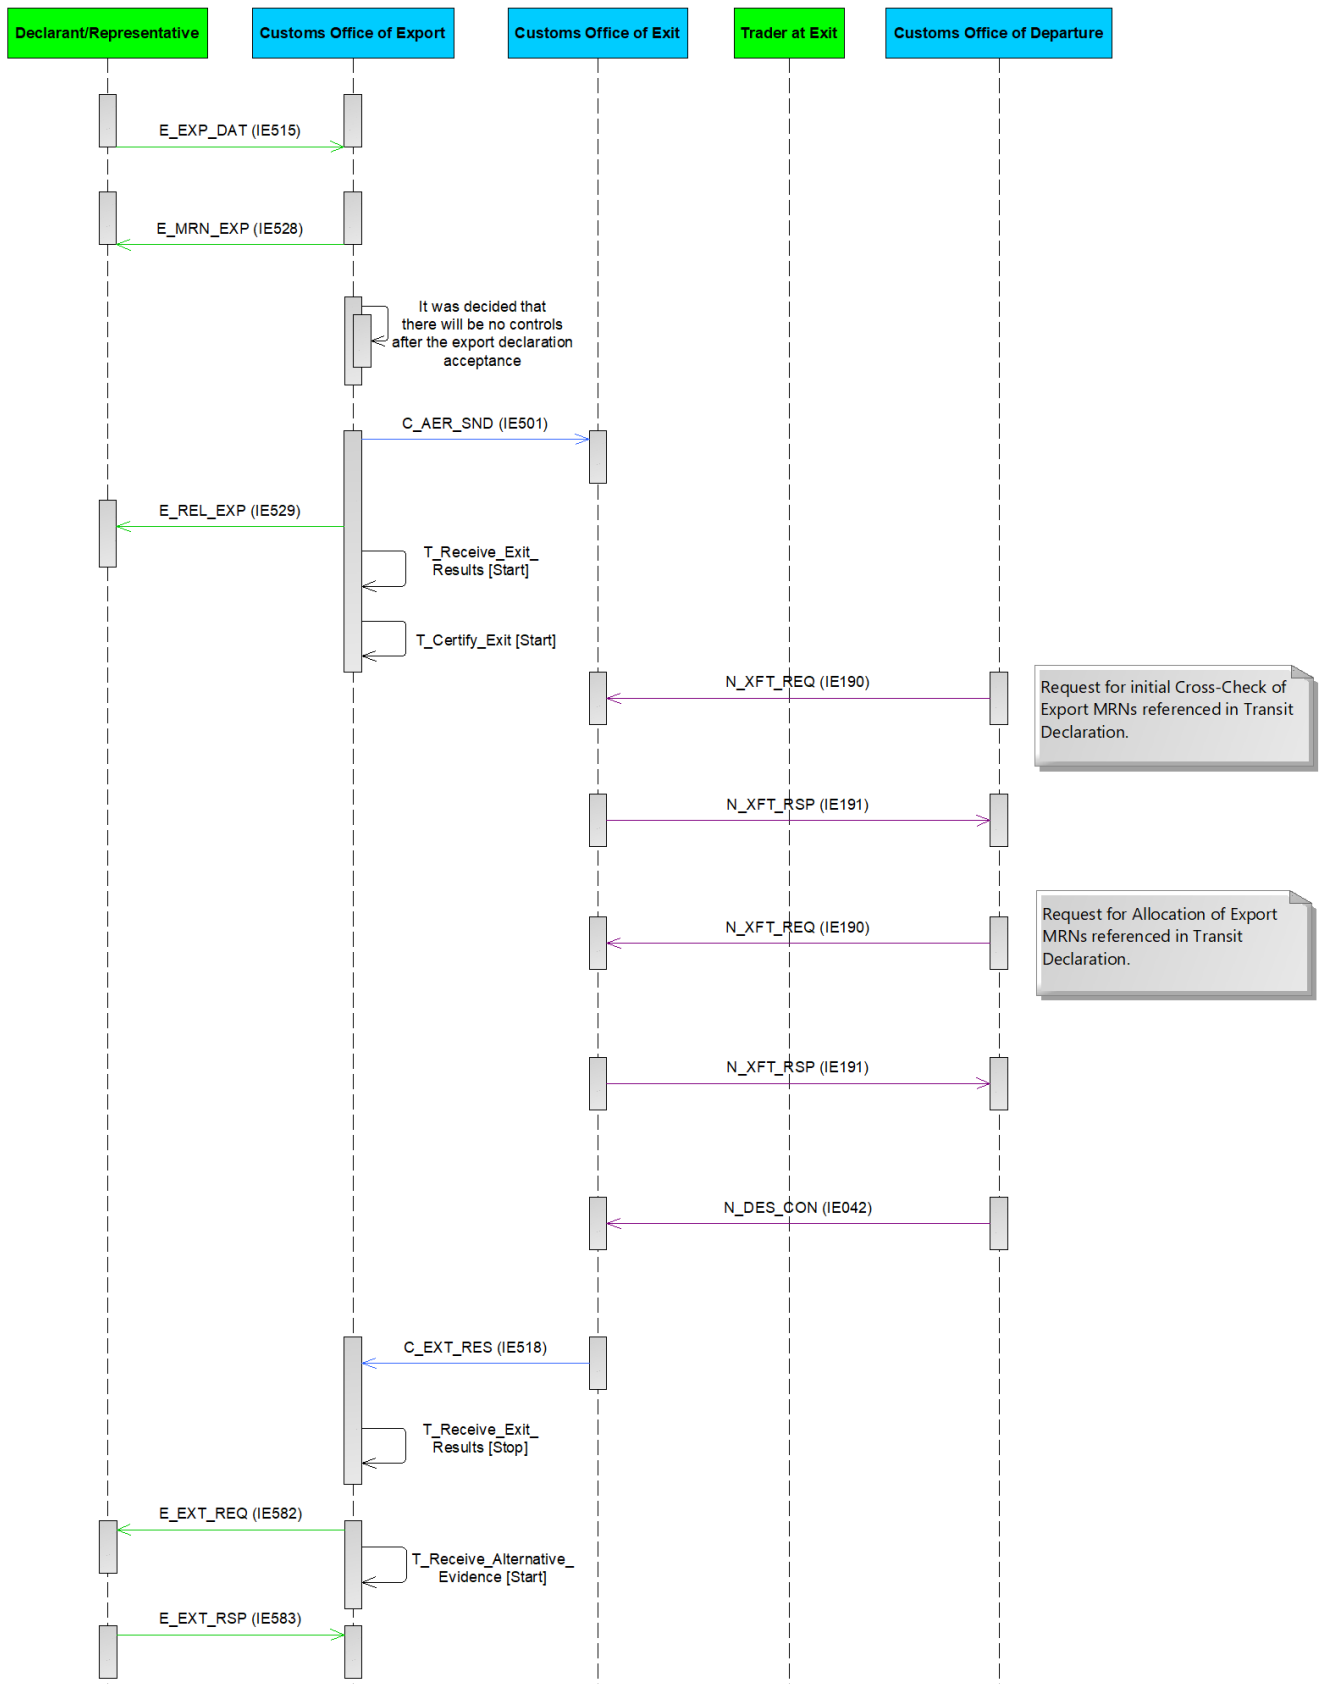 Declarant/Representative
Customs Office of Export
Customs Office of Exit
Trader at Exit
Customs Office of Departure
E_EXP_DAT (IE515)
E_MRN_EXP (IE528)
It was decided that
there will be no controls
after the export declaration
acceptance
C_AER_SND (IE501)
E_REL_EXP (IE529)
T_Receive_Exit_
Results [Start]
T_Certify_Exit [Start]
N_XFT_REQ (IE190)
Request for initial Cross-Check of
Export MRNs referenced in Transit
Declaration.
N_XFT_RSP (IE191)
N_XFT_REQ (IE190)
Request for Allocation of Export
MRNs referenced in Transit
Declaration.
N_XFT_RSP (IE191)
N_DES_CON (IE042)
C_EXT_RES (IE518)
T_Receive_Exit_
Results [Stop]
E_EXT_REQ (IE582)
T_Receive_Alternative_
Evidence [Start]
E_EXT_RSP (IE583)